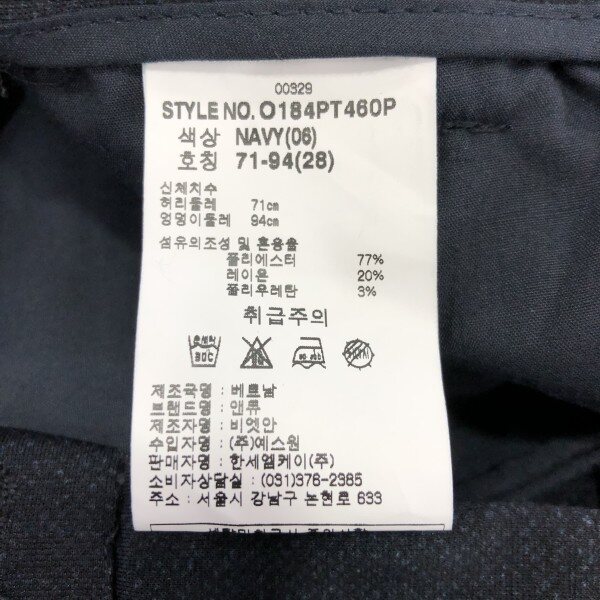 00329
STYLE NO. O184PT460P
색상 NAVY(06)
호칭 71-94(28)
신체치수
허리둘레 71cm
엉덩이둘레 94cm
섬유의조성 및 혼용율
폴리에스터 77%
레이온 20%
폴리우레탄 3%
취급주의
제조국명 : 베트남
브랜드명 : 앤듀
제조자명 : 비엣안
수입자명 : (주)예스원
판매자명 : 한세엠케이(주)
소비자상담실 : (031)376-2385
주소 : 서울시 강남구 논현로 633